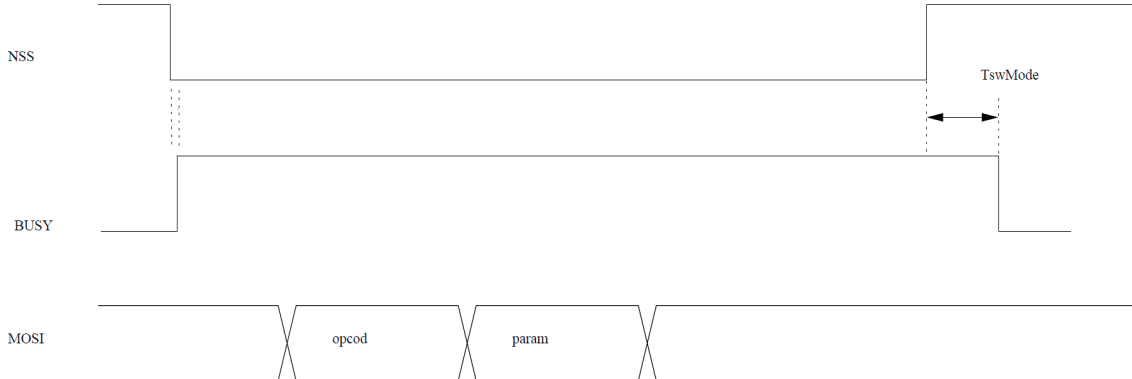 NSS
TswMode
BUSY
MOSI
opcod
param